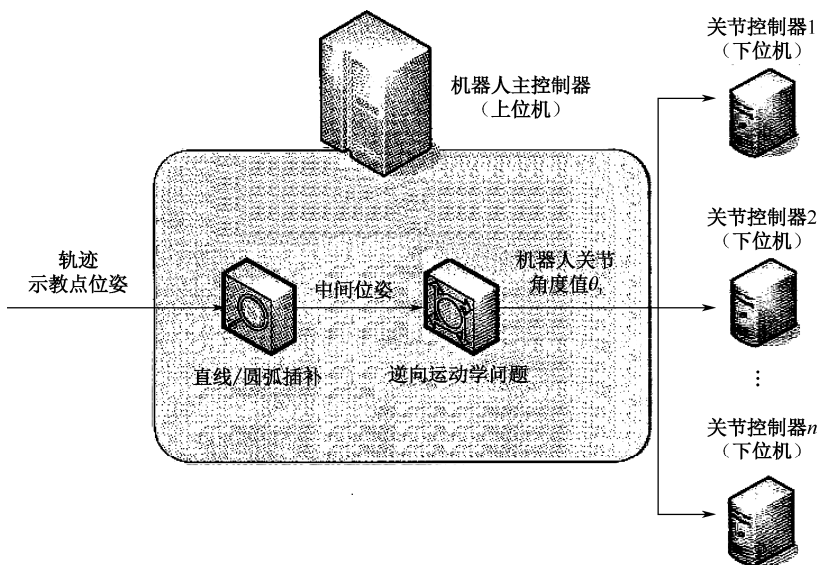 关节控制器1
（下位机）
机器人主控制器
（上位机）
关节控制器2
（下位机）
轨迹
示教点位姿
中间位姿
机器人关节
角度值θi
直线/圆弧插补
逆向运动学问题
⋮
关节控制器n
（下位机）